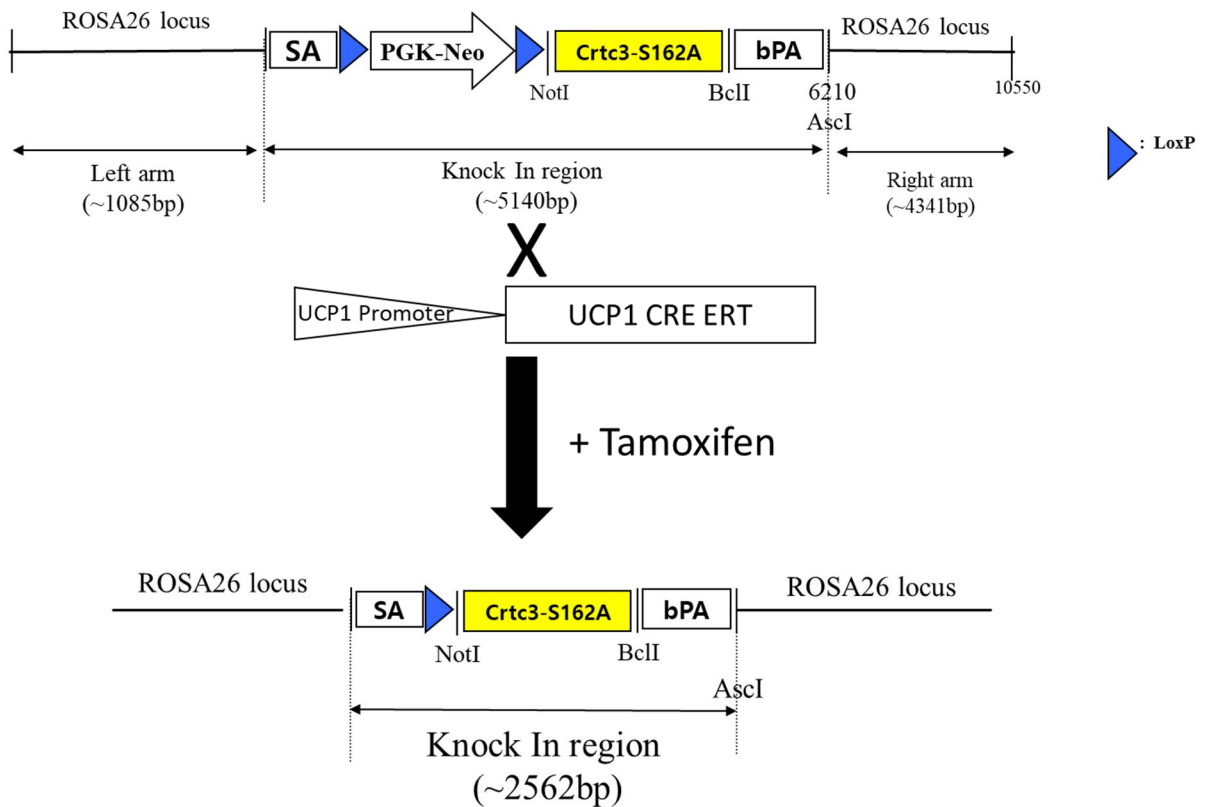 ROSA26 locus
ROSA26 locus
SA
PGK-Neo
Crtc3-S162A
bPA
NotI
BclI
6210
10550
AscI
: LoxP
Left arm
(~1085bp)
Knock In region
(~5140bp)
Right arm
(~4341bp)
X
UCP1 Promoter
UCP1 CRE ERT
+ Tamoxifen
ROSA26 locus
ROSA26 locus
SA
Crtc3-S162A
bPA
NotI
BclI
AscI
Knock In region
(~2562bp)